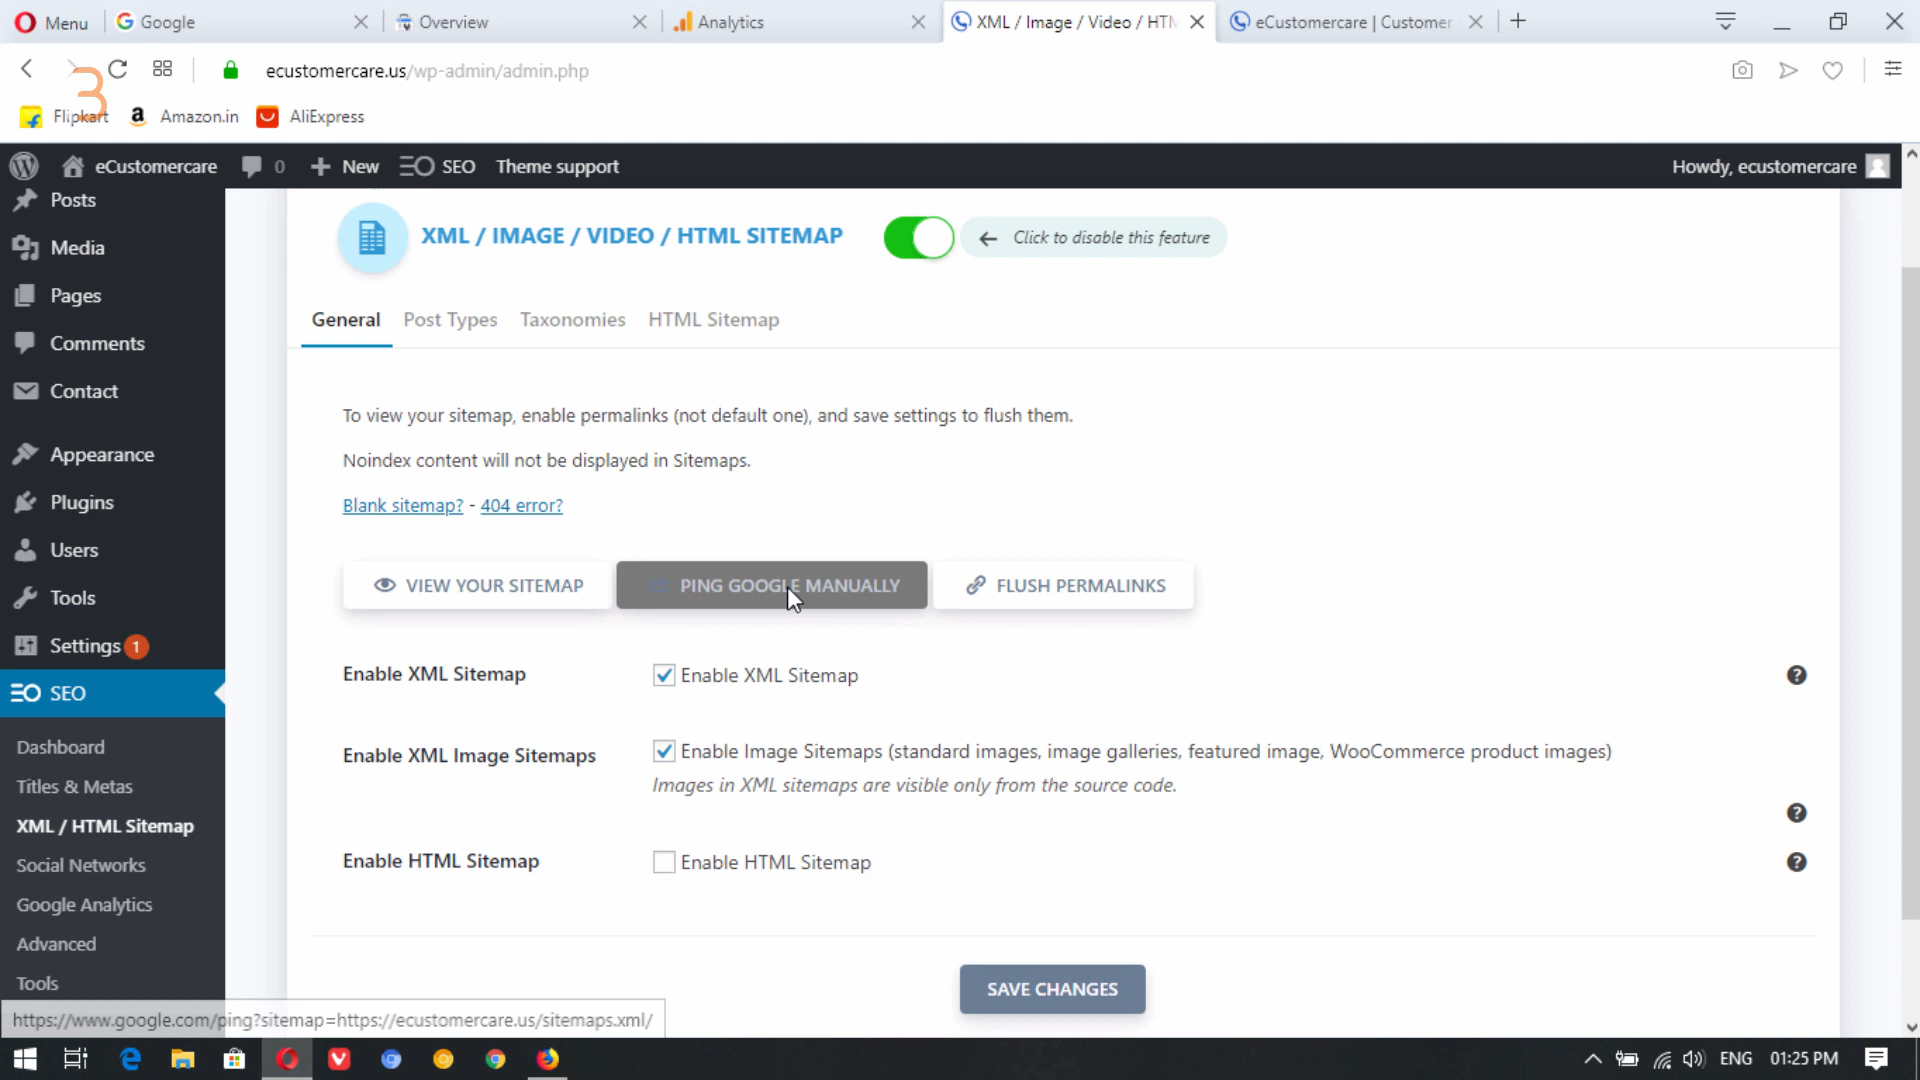 Menu
Google
Overview
Analytics
XML / Image / Video / HTM
eCustomercare | Customer
ecustomercare.us/wp-admin/admin.php
3
Flipkart
Amazon.in
AliExpress
eCustomercare
0
New
SEO
Theme support
Howdy, ecustomercare
Posts
Media
Pages
Comments
Contact
Appearance
Plugins
Users
Tools
Settings 1
SEO
Dashboard
Titles & Metas
XML / HTML Sitemap
Social Networks
Google Analytics
Advanced
Tools
XML / IMAGE / VIDEO / HTML SITEMAP
Click to disable this feature
General
Post Types
Taxonomies
HTML Sitemap
To view your sitemap, enable permalinks (not default one), and save settings to flush them.
Noindex content will not be displayed in Sitemaps.
Blank sitemap? - 404 error?
VIEW YOUR SITEMAP
PING GOOGLE MANUALLY
FLUSH PERMALINKS
Enable XML Sitemap
Enable XML Sitemap
Enable XML Image Sitemaps
Enable Image Sitemaps (standard images, image galleries, featured image, WooCommerce product images)
Images in XML sitemaps are visible only from the source code.
Enable HTML Sitemap
Enable HTML Sitemap
SAVE CHANGES
https://www.google.com/ping?sitemap=https://ecustomercare.us/sitemaps.xml/
ENG
01:25 PM